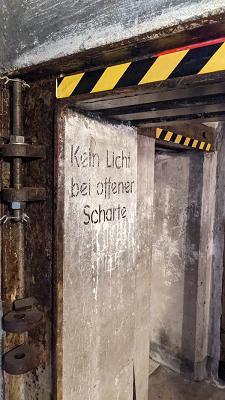 Kein Licht
bei offener
Scharte